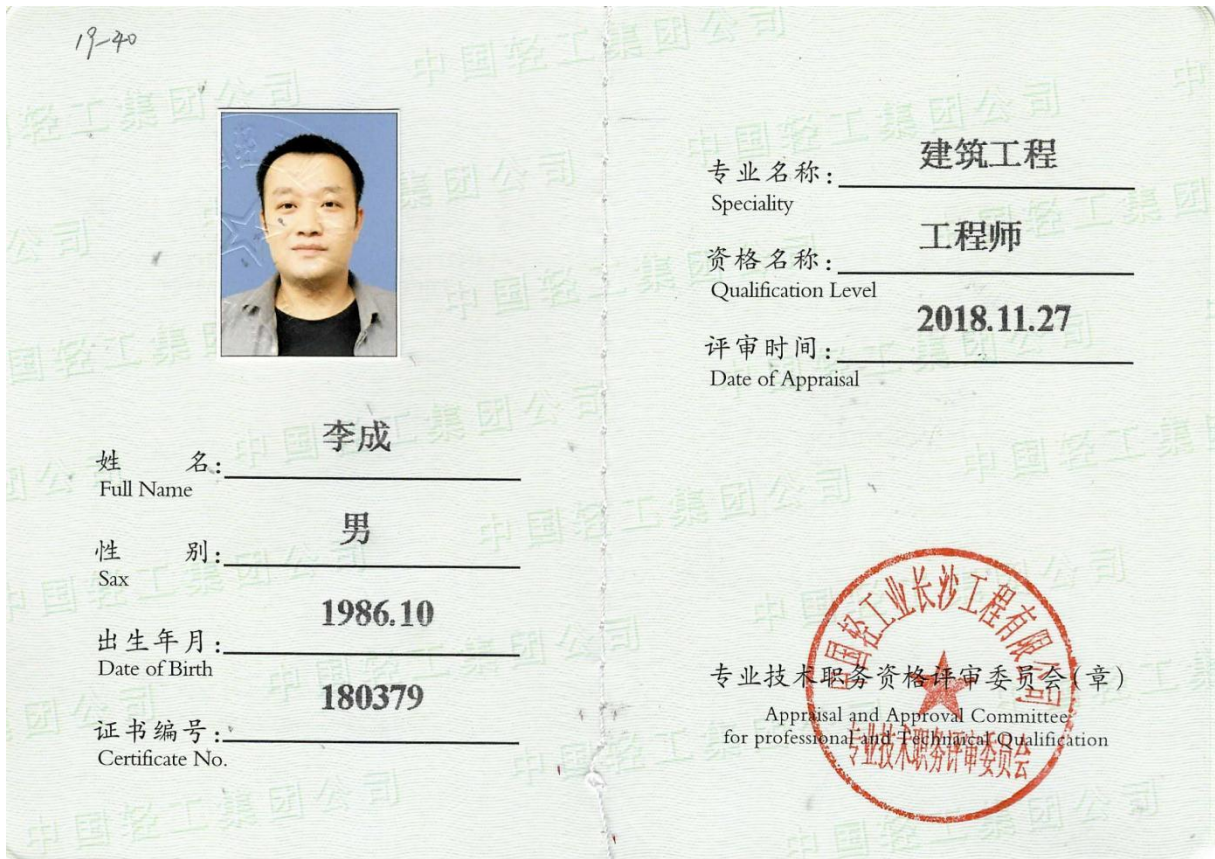 19-40
姓 名:李成
Full Name
性 别:男
Sax
出生年月:1986.10
Date of Birth
证书编号:180379
Certificate No.
专业名称:建筑工程
Speciality
资格名称:工程师
Qualification Level
评审时间:2018.11.27
Date of Appraisal
专业技术职务资格评审委员会(章)
Appraisal and Approval Committee
for professional and Technaical Qualification
中国轻工业长沙工程有限公司
专业技术职务评审委员会
中国轻工集团公司